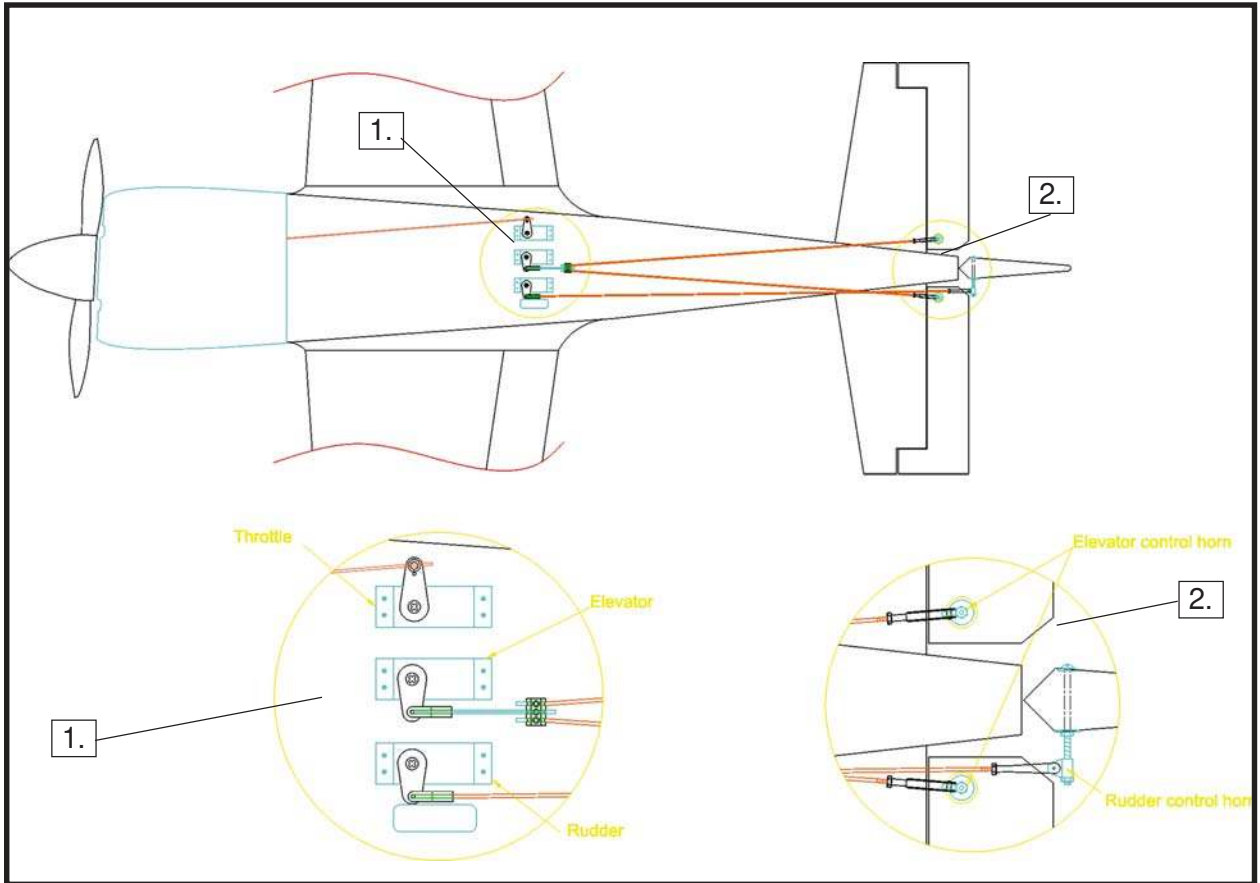 1.
2.
Throttle
Elevator
1.
Rudder
Elevator control horn
2.
Rudder control horn